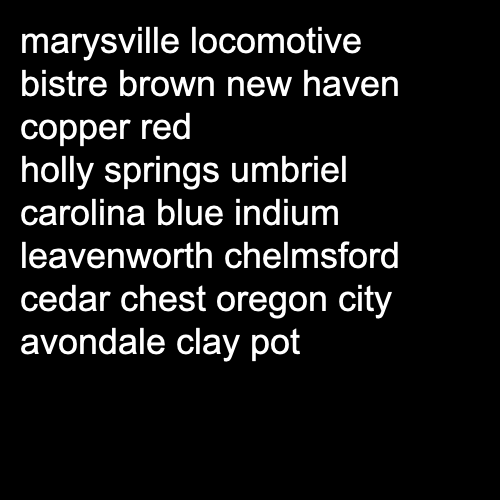 marysville locomotive
bistre brown new haven
copper red
holly springs umbriel
carolina blue indium
leavenworth chelmsford
cedar chest oregon city
avondale clay pot